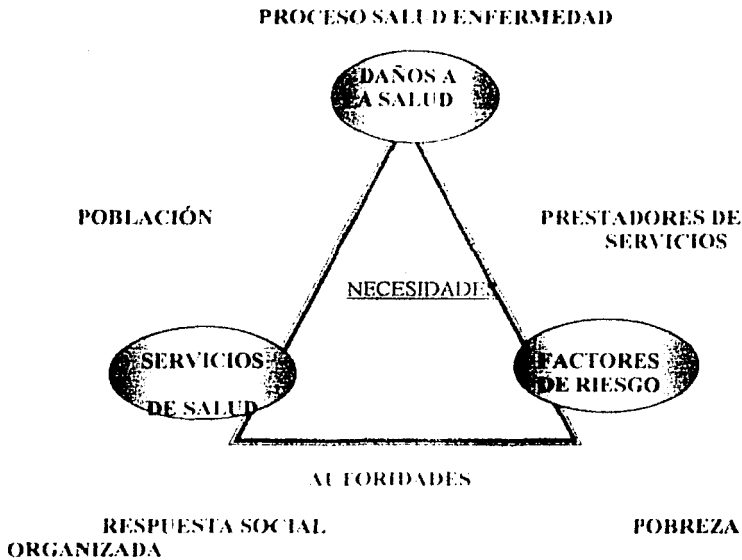 PROCESO SALUD ENFERMEDAD
DAÑOS A
LA SALUD
POBLACIÓN
PRESTADORES DE
SERVICIOS
NECESIDADES
SERVICIOS
DE SALUD
FACTORES
DE RIESGO
AUTORIDADES
RESPUESTA SOCIAL
ORGANIZADA
POBREZA